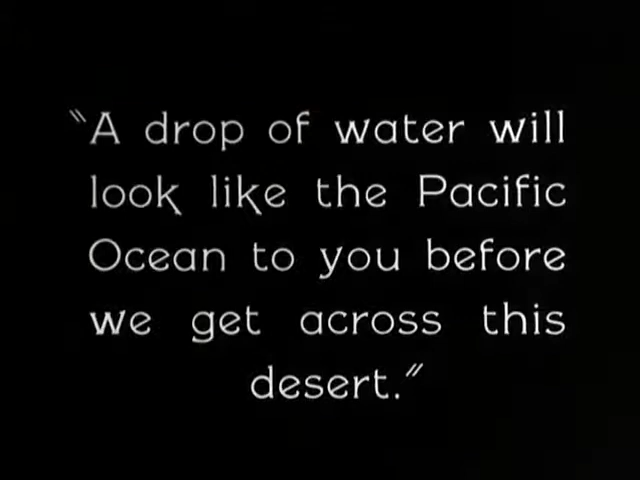 "A drop of water will
look like the Pacific
Ocean to you before
we get across this
desert."